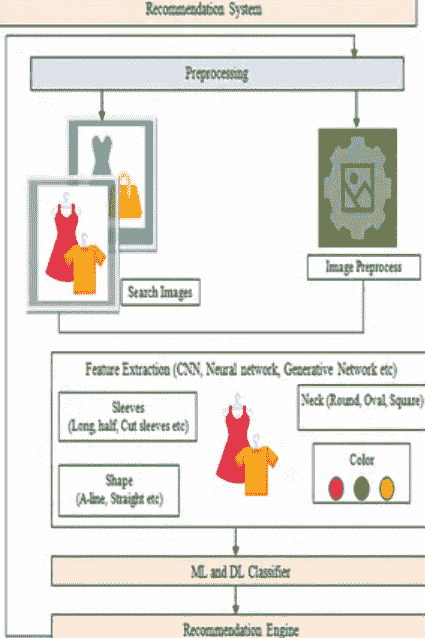 Recommendation System
Preprocessing
Search Images
Image Preprocess
Feature Extraction (CNN, Neural network, Generative Network etc)
Sleeves
(Long, half, Cut sleeves etc)
Neck (Round, Oval, Square)
Shape
(A-line, Straight etc)
Color
ML and DL Classifier
Recommendation Engine